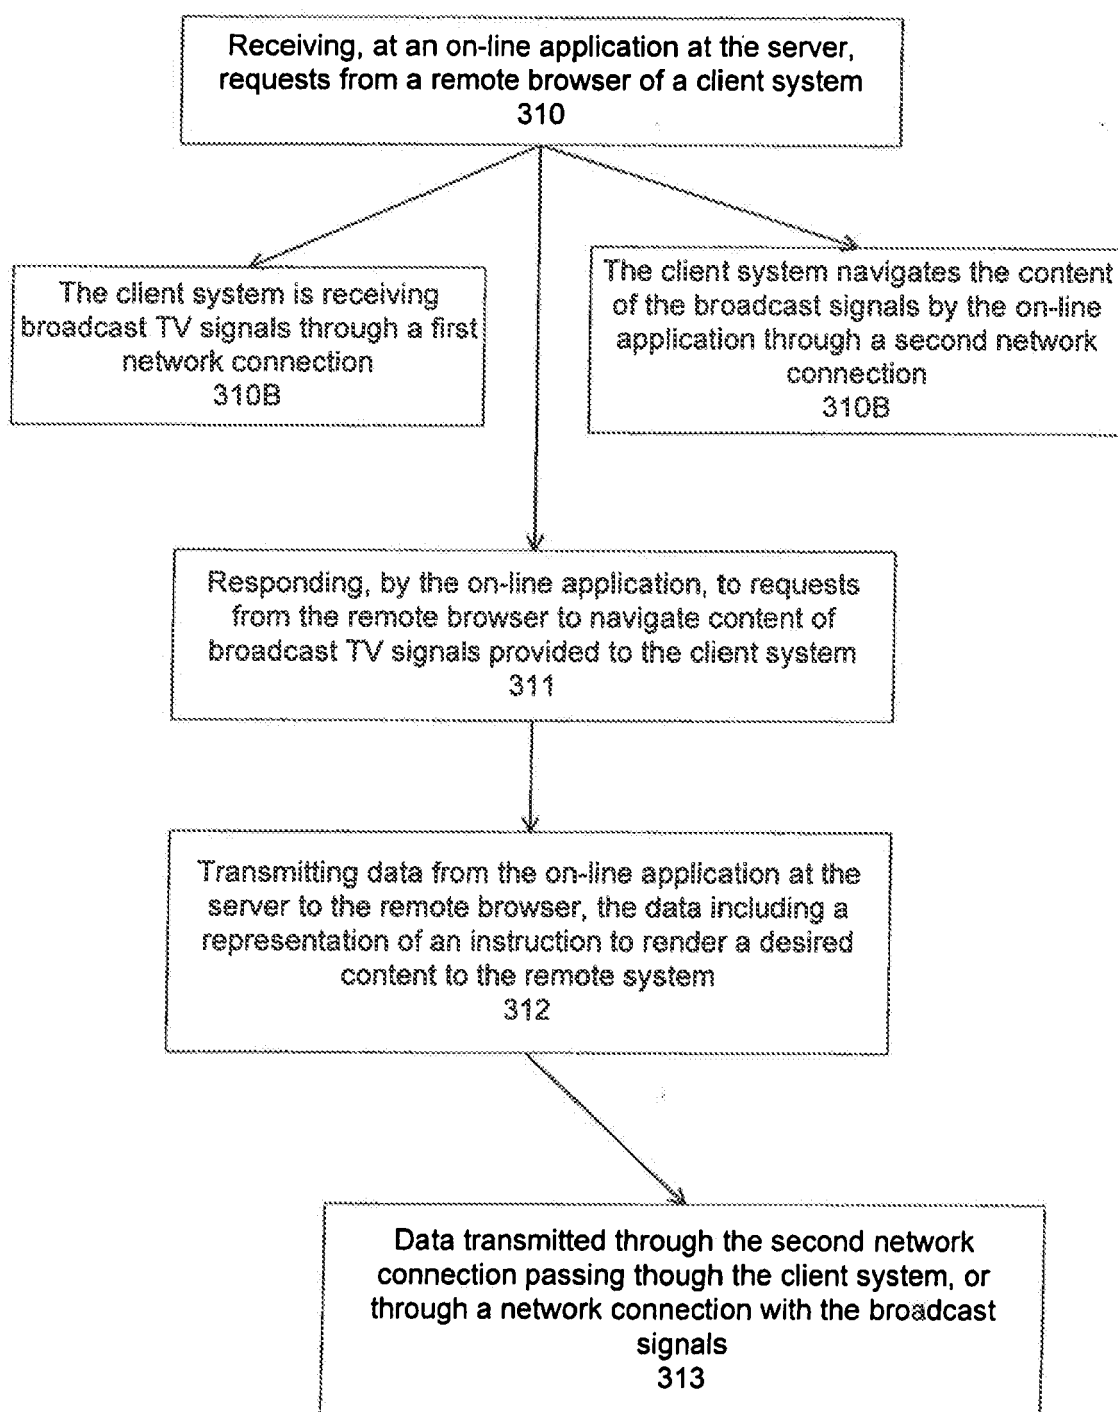 Receiving, at an on-line application at the server,
requests from a remote browser of a client system
310
The client system is receiving
broadcast TV signals through a first
network connection
310B
The client system navigates the content
of the broadcast signals by the on-line
application through a second network
connection
310B
Responding, by the on-line application, to requests
from the remote browser to navigate content of
broadcast TV signals provided to the client system
311
Transmitting data from the on-line application at the
server to the remote browser, the data including a
representation of an instruction to render a desired
content to the remote system
312
Data transmitted through the second network
connection passing though the client system, or
through a network connection with the broadcast
signals
313